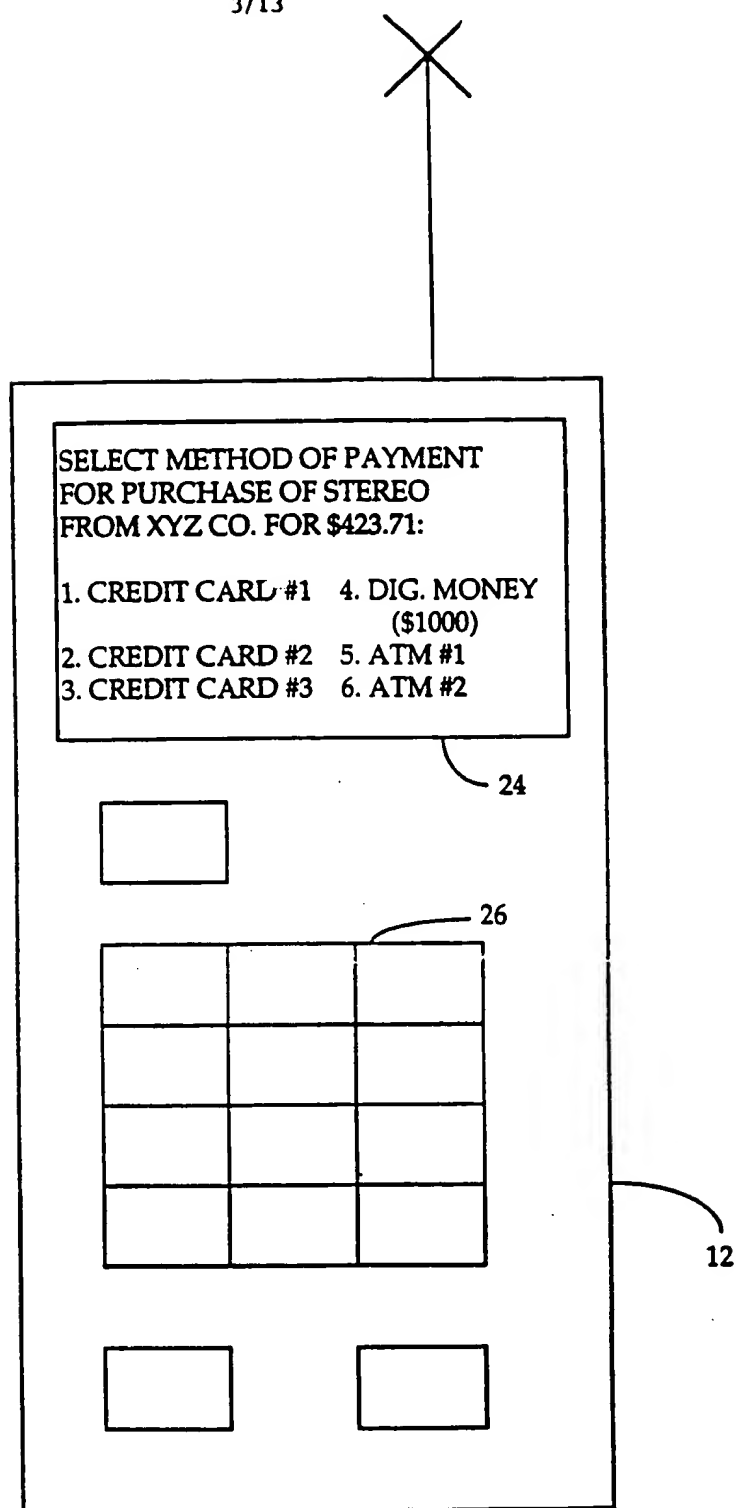 3/13
SELECT METHOD OF PAYMENT
FOR PURCHASE OF STEREO
FROM XYZ CO. FOR $423.71:
1. CREDIT CARD #1 4. DIG. MONEY
($1000)
2. CREDIT CARD #2 5. ATM #1
3. CREDIT CARD #3 6. ATM #2
24
26
12